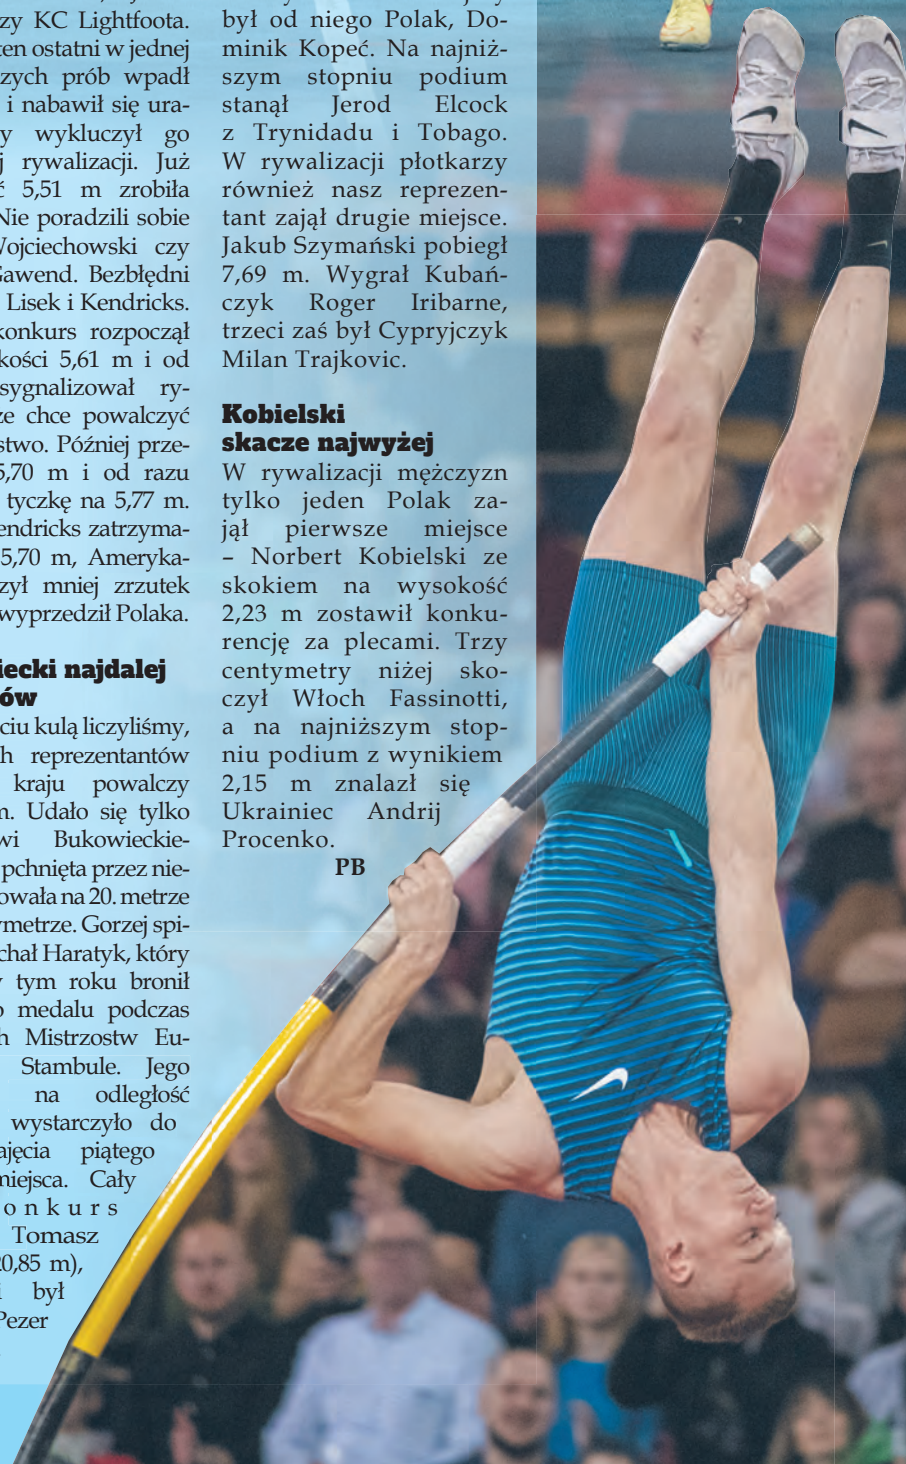 zy KC Lightfoota.
ten ostatni w jednej
zych prób wpadł
i nabawił się ura-
y wykluczył go
j rywalizacji. Już
ć 5,51 m zrobiła
Nie poradzili sobie
Wojciechowski czy
Gawend. Bezbłędni
Lisek i Kendricks.
konkurs rozpoczął
kości 5,61 m i od
sygnalizował ry-
że chce powalczyć
stwo. Później prze-
5,70 m i od razu
tyczkę na 5,77 m.
endricks zatrzyma-
5,70 m, Ameryka-
zył mniej zrzutek
wyprzedził Polaka.
iecki najdalej
ów
ciu kulą liczyliśmy,
h reprezentantów
kraju powalczy
m. Udało się tylko
wi Bukowieckie-
pchnięta przez nie-
owała na 20. metrze
ymetrze. Gorzej spi-
chał Haratyk, który
w tym roku bronił
o medalu podczas
h Mistrzostw Eu-
Stambule. Jego
na odległość
wystarczyło do
ajęcia piątego
miejsca. Cały
onkurs
Tomasz
20,85 m),
i był
Pezer
był od niego Polak, Do-
minik Kopeć. Na najniż-
szym stopniu podium
stanął Jerod Elcock
z Trynidadu i Tobago.
W rywalizacji płotkarzy
również nasz reprezen-
tant zajął drugie miejsce.
Jakub Szymański pobiegł
7,69 m. Wygrał Kubań-
czyk Roger Iribarne,
trzeci zaś był Cypryjczyk
Milan Trajkovic.
Kobielski
skacze najwyżej
W rywalizacji mężczyzn
tylko jeden Polak za-
jął pierwsze miejsce
– Norbert Kobielski ze
skokiem na wysokość
2,23 m zostawił konku-
rencję za plecami. Trzy
centymetry niżej sko-
czył Włoch Fassinotti,
a na najniższym stop-
niu podium z wynikiem
2,15 m znalazł się
Ukrainiec Andrij
Procenko.
PB